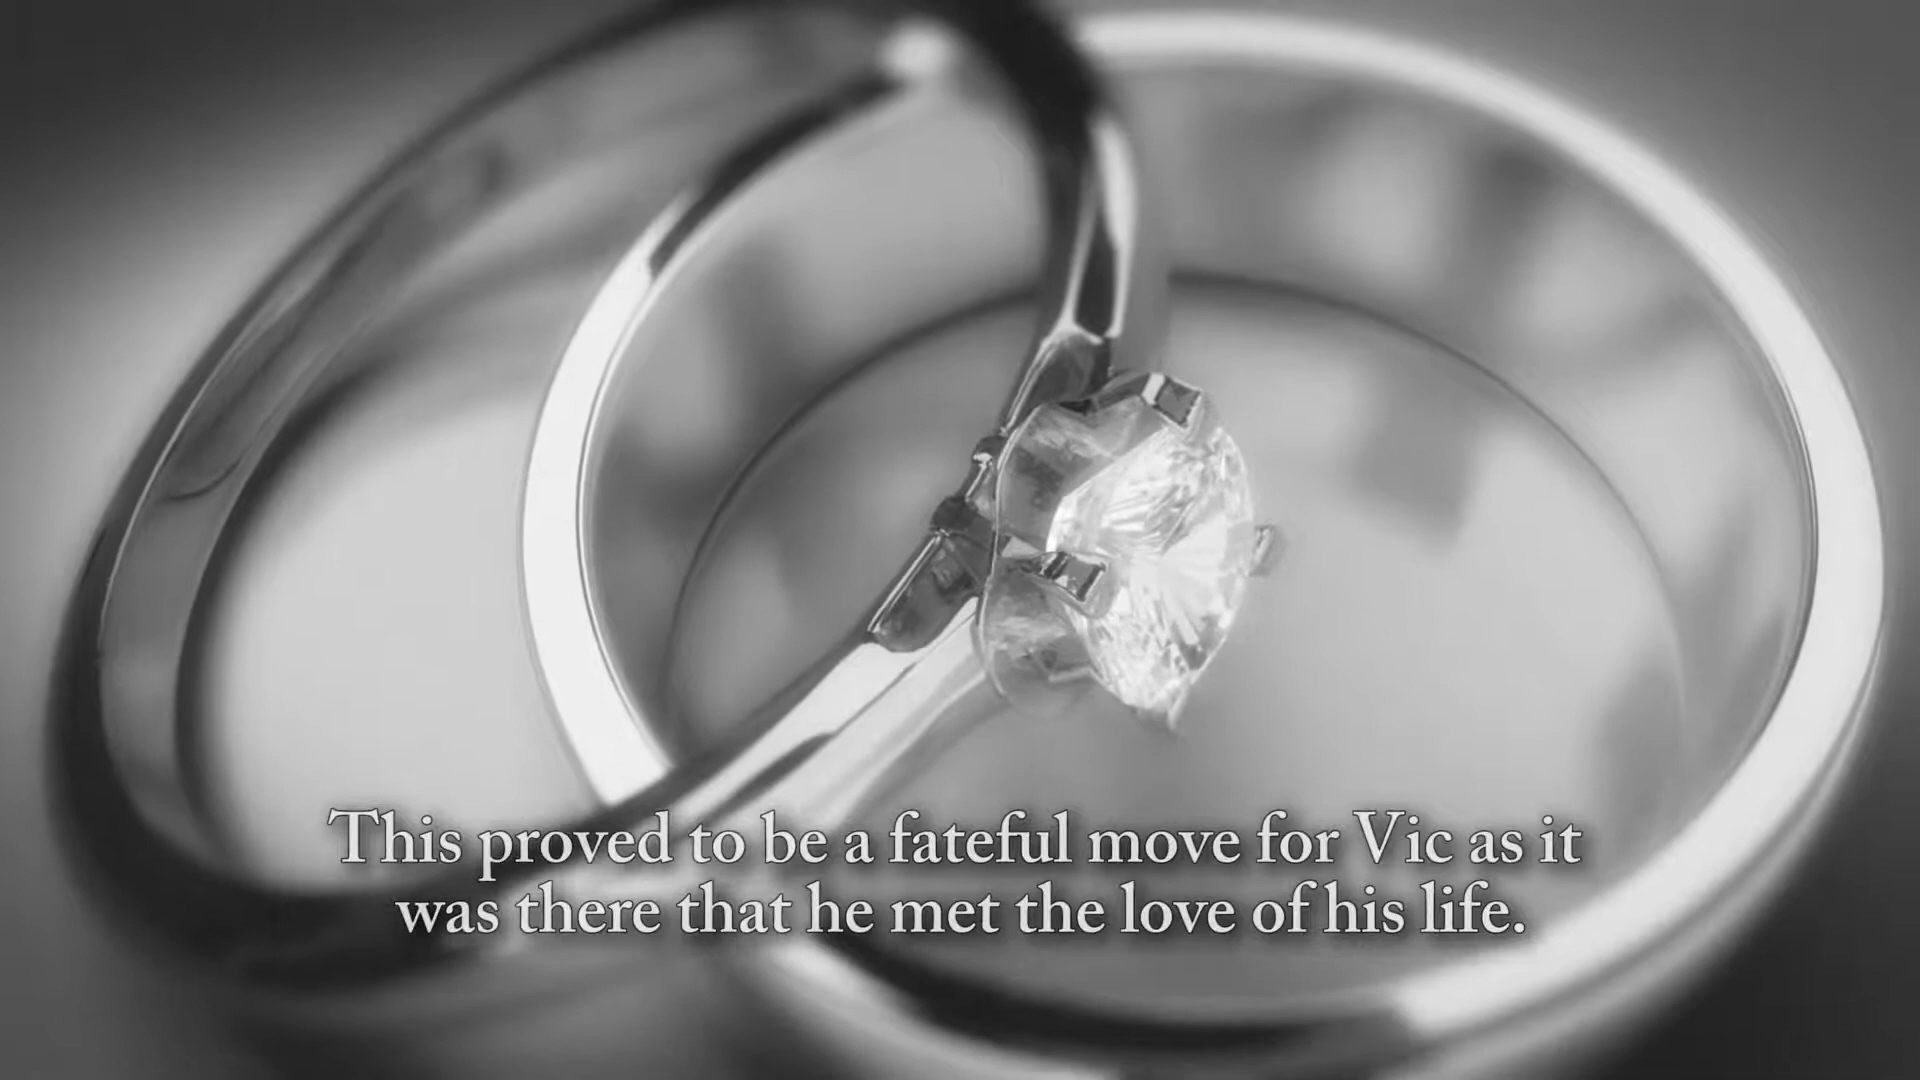 This proved to be a fateful move for Vic as it
was there that he met the love of his life.